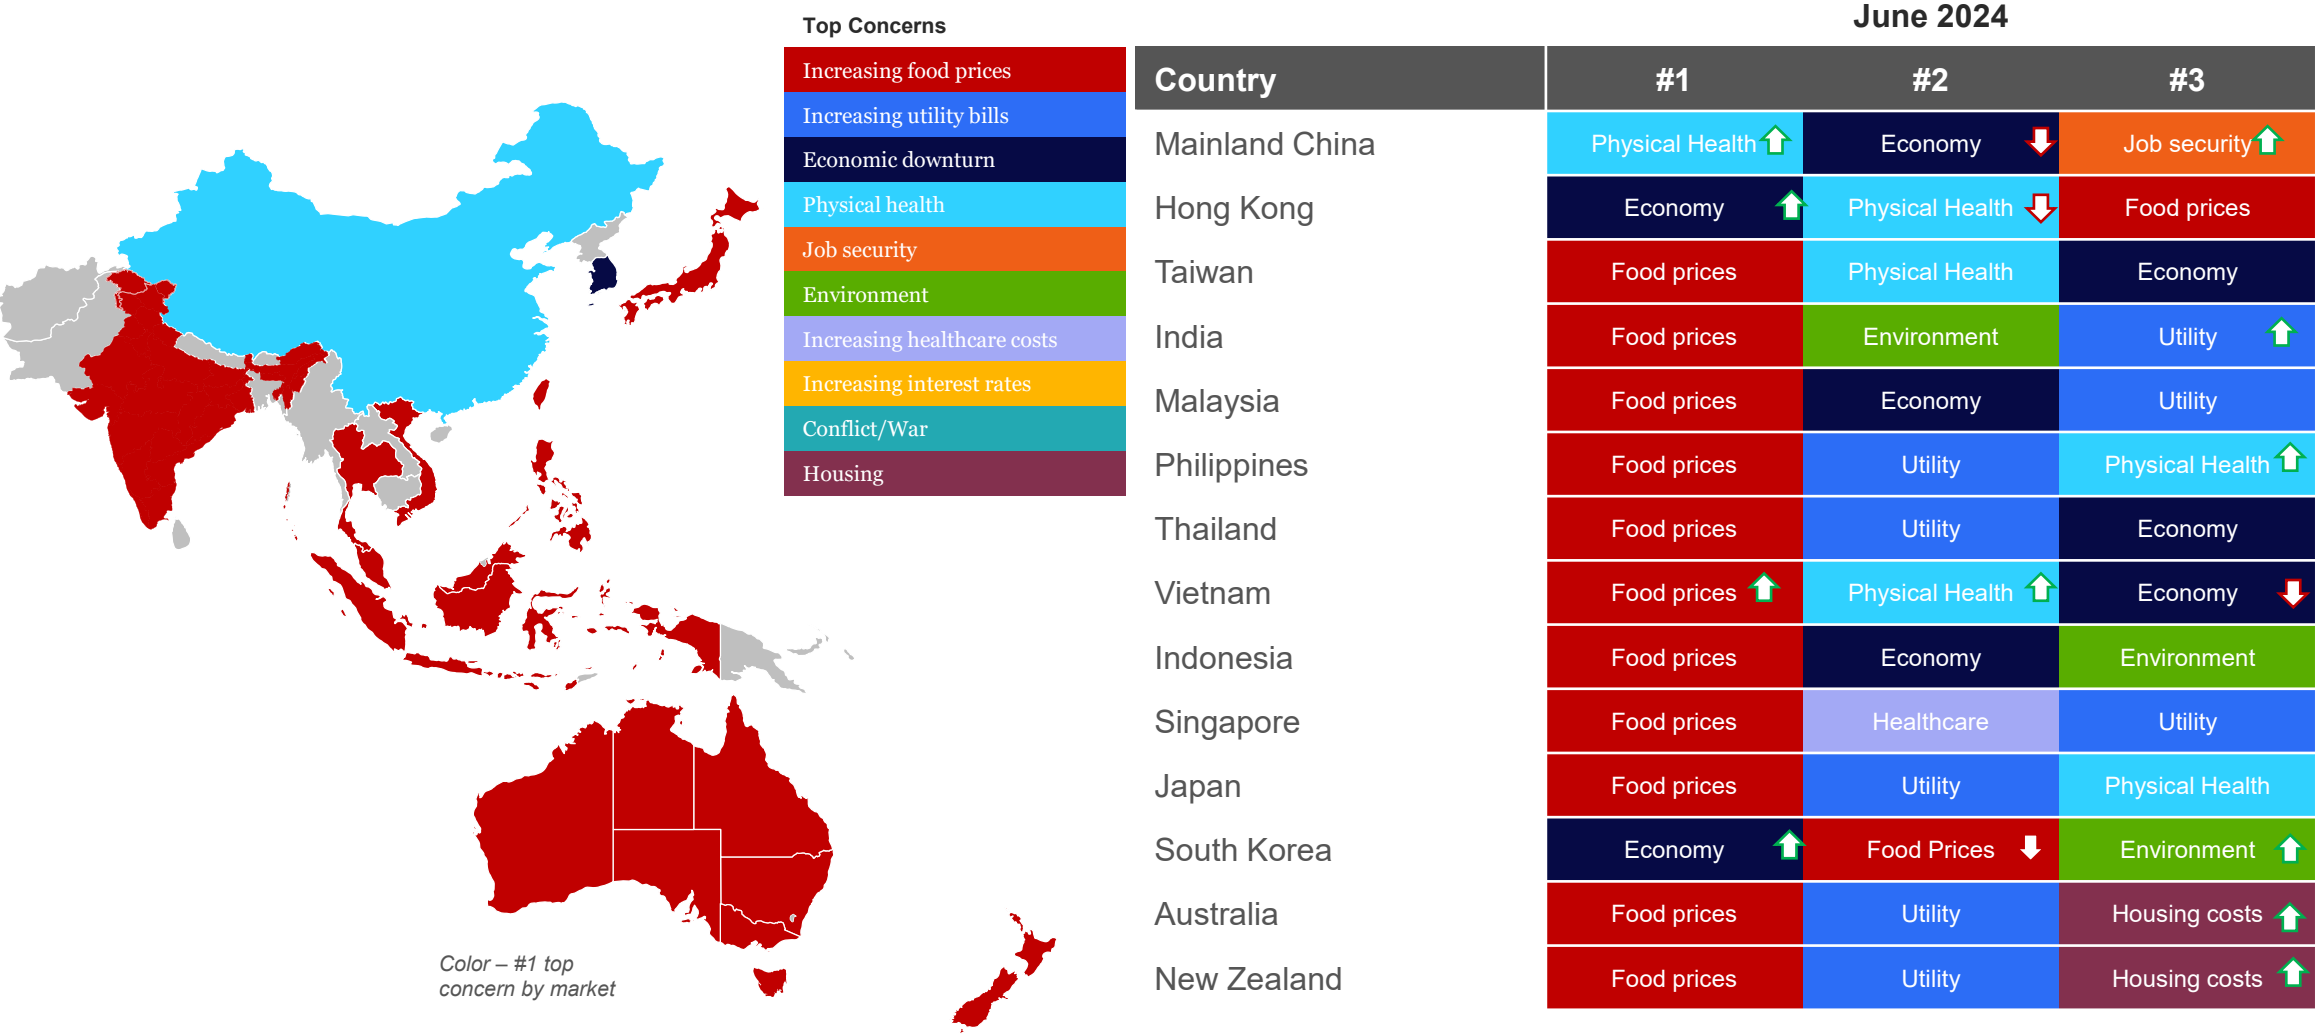 Top Concerns
Increasing food prices
Increasing utility bills
Economic downturn
Physical health
Job security
Environment
Increasing healthcare costs
Increasing interest rates
Conflict/War
Housing
Color – #1 top
concern by market
June 2024
Country #1 #2 #3
Mainland China Physical Health Economy Job security
Hong Kong Economy Physical Health Food prices
Taiwan Food prices Physical Health Economy
India Food prices Environment Utility
Malaysia Food prices Economy Utility
Philippines Food prices Utility Physical Health
Thailand Food prices Utility Economy
Vietnam Food prices Physical Health Economy
Indonesia Food prices Economy Environment
Singapore Food prices Healthcare Utility
Japan Food prices Utility Physical Health
South Korea Economy Food Prices Environment
Australia Food prices Utility Housing costs
New Zealand Food prices Utility Housing costs